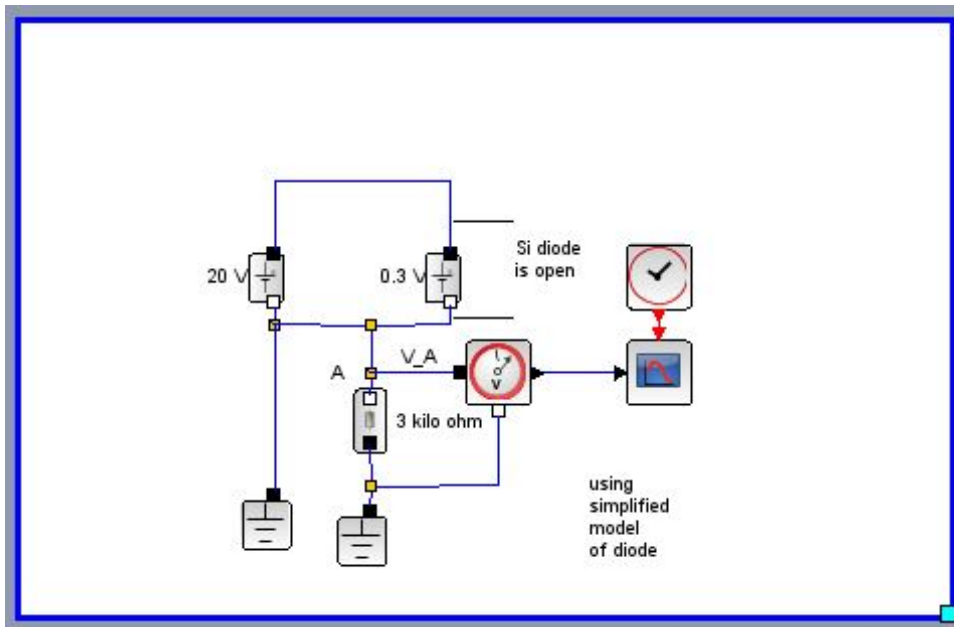 Si diode
is open
20 V
0.3 V
V_A
A
3 kilo ohm
using
simplified
model
of diode